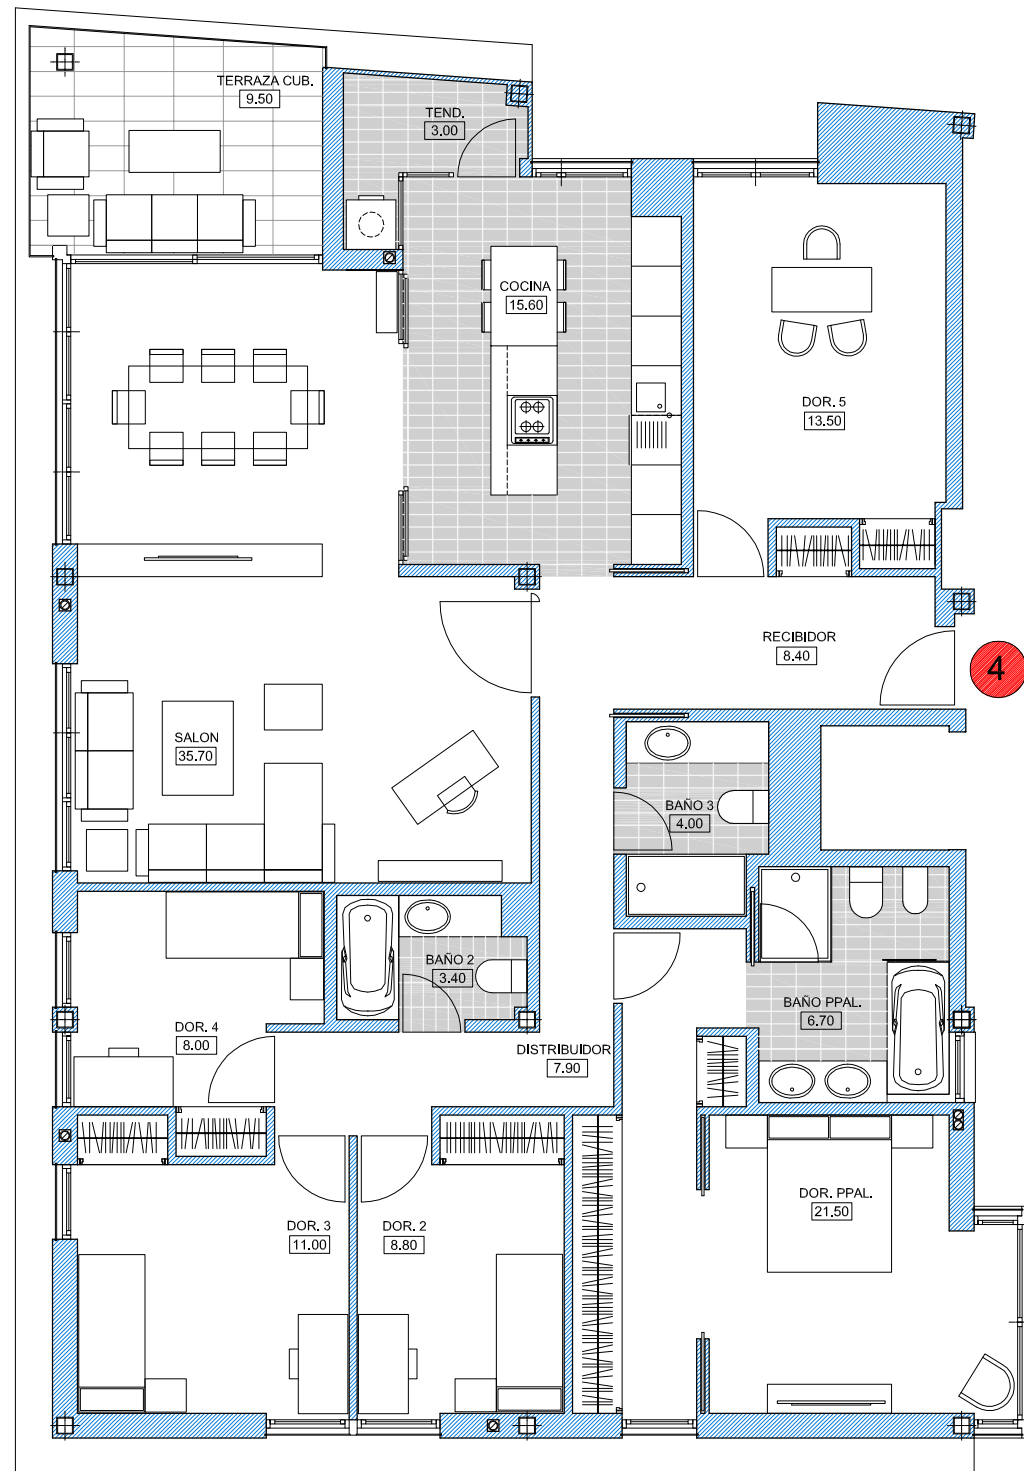 TERRAZA CUB.
9.50
TEND.
3.00
COCINA
15.60
DOR. 5
13.50
RECIBIDOR
8.40
4
SALON
35.70
BAÑO 3
4.00
BAÑO 2
3.40
BAÑO PPAL.
6.70
DOR. 4
8.00
DISTRIBUIDOR
7.90
DOR. PPAL.
21.50
DOR. 3
11.00
DOR. 2
8.80